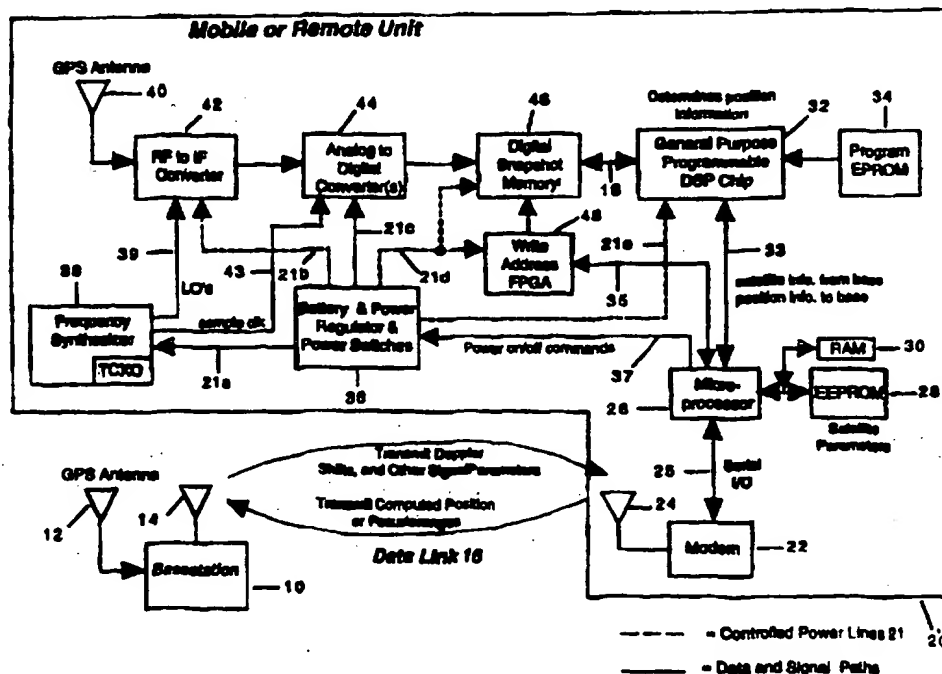 Mobile or Remote Unit
GPS Antenna
40
42
RF to IF
Converter
44
Analog to
Digital
Converter(s)
46
Digital
Snapshot
Memory
Determines position
information
32
General Purpose
Programmable
DSP Chip
34
Program
EPROM
18
39
LO's
43
21b
21c
21d
48
Write
Address
FPGA
21e
33
35
satellite info. from base
position info. to base
38
Frequency
Synthesizer
TCXO
sample clk
21a
Battery & Power
Regulator &
Power Switches
36
Power on/off commands
37
26
Micro-
processor
RAM
30
EEPROM
28
Satellite
Parameters
25
Serial
I/O
24
Modem
22
GPS Antenna
12
14
Basestation
10
Transmit Doppler
Shifts, and Other Signal Parameters
Transmit Computed Position
or Pseudoranges
Data Link 16
20
= Controlled Power Lines 21
= Data and Signal Paths